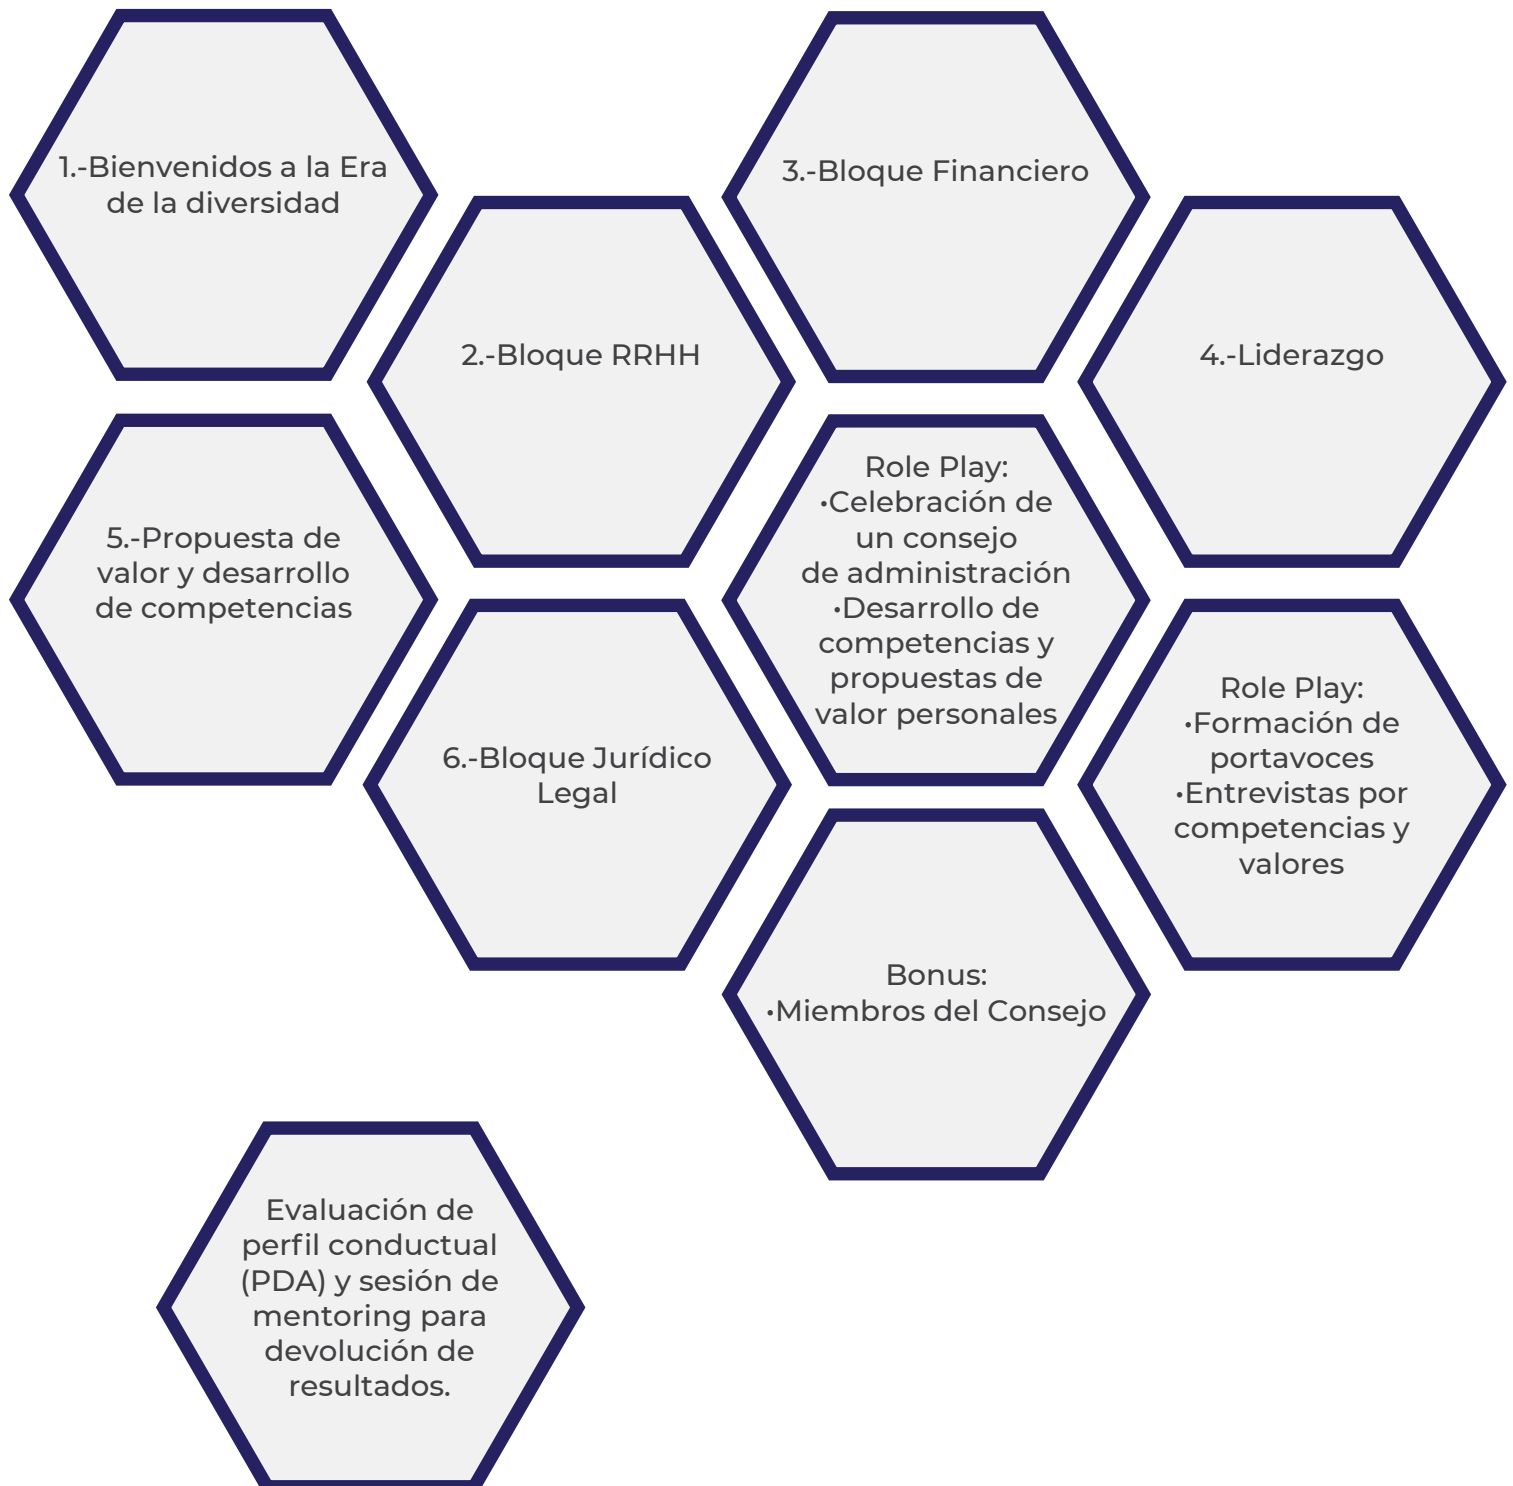 1.-Bienvenidos a la Era
de la diversidad
2.-Bloque RRHH
3.-Bloque Financiero
4.-Liderazgo
5.-Propuesta de
valor y desarrollo
de competencias
6.-Bloque Jurídico
Legal
Role Play:
•Celebración de
un consejo
de administración
•Desarrollo de
competencias y
propuestas de
valor personales
Role Play:
•Formación de
portavoces
•Entrevistas por
competencias y
valores
Bonus:
•Miembros del Consejo
Evaluación de
perfil conductual
(PDA) y sesión de
mentoring para
devolución de
resultados.